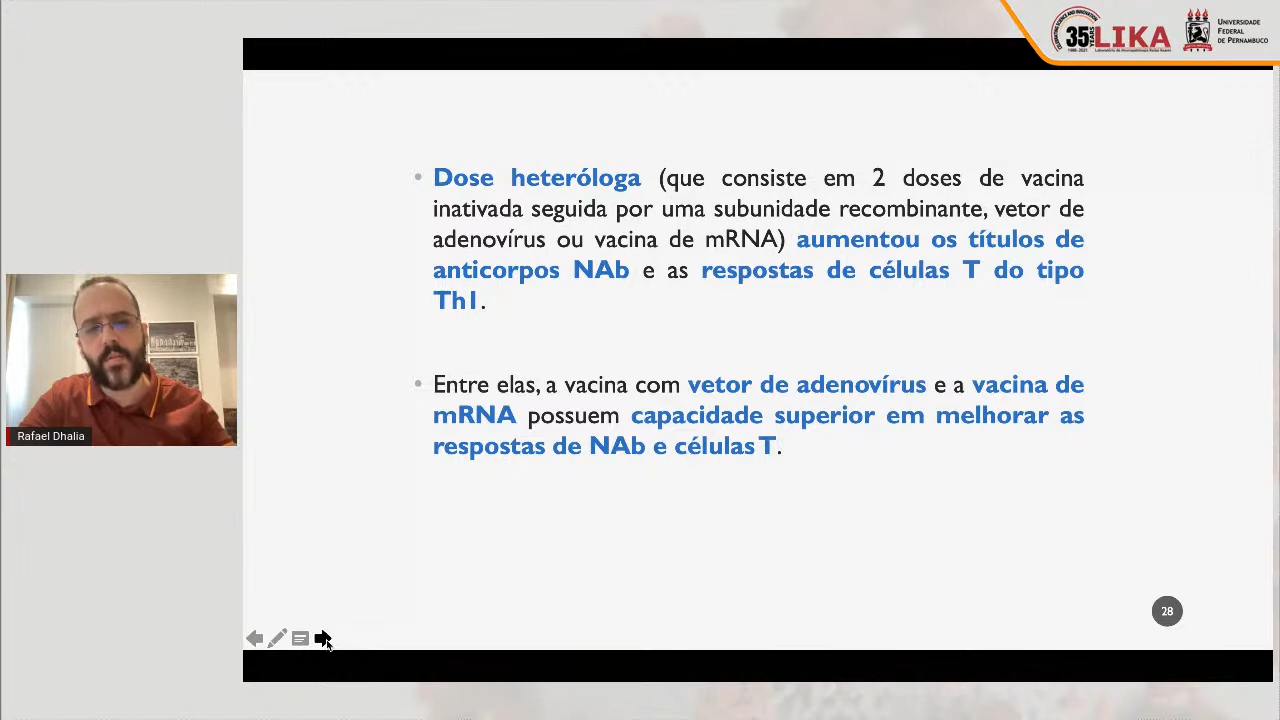 35 LIKA
UNIVERSIDADE
FEDERAL
DE PERNAMBUCO
• Dose heteróloga (que consiste em 2 doses de vacina
inativada seguida por uma subunidade recombinante, vetor de
adenovírus ou vacina de mRNA) aumentou os títulos de
anticorpos NAb e as respostas de células T do tipo
Th1.
• Entre elas, a vacina com vetor de adenovírus e a vacina de
mRNA possuem capacidade superior em melhorar as
respostas de NAb e células T.
Rafael Dhalia
28